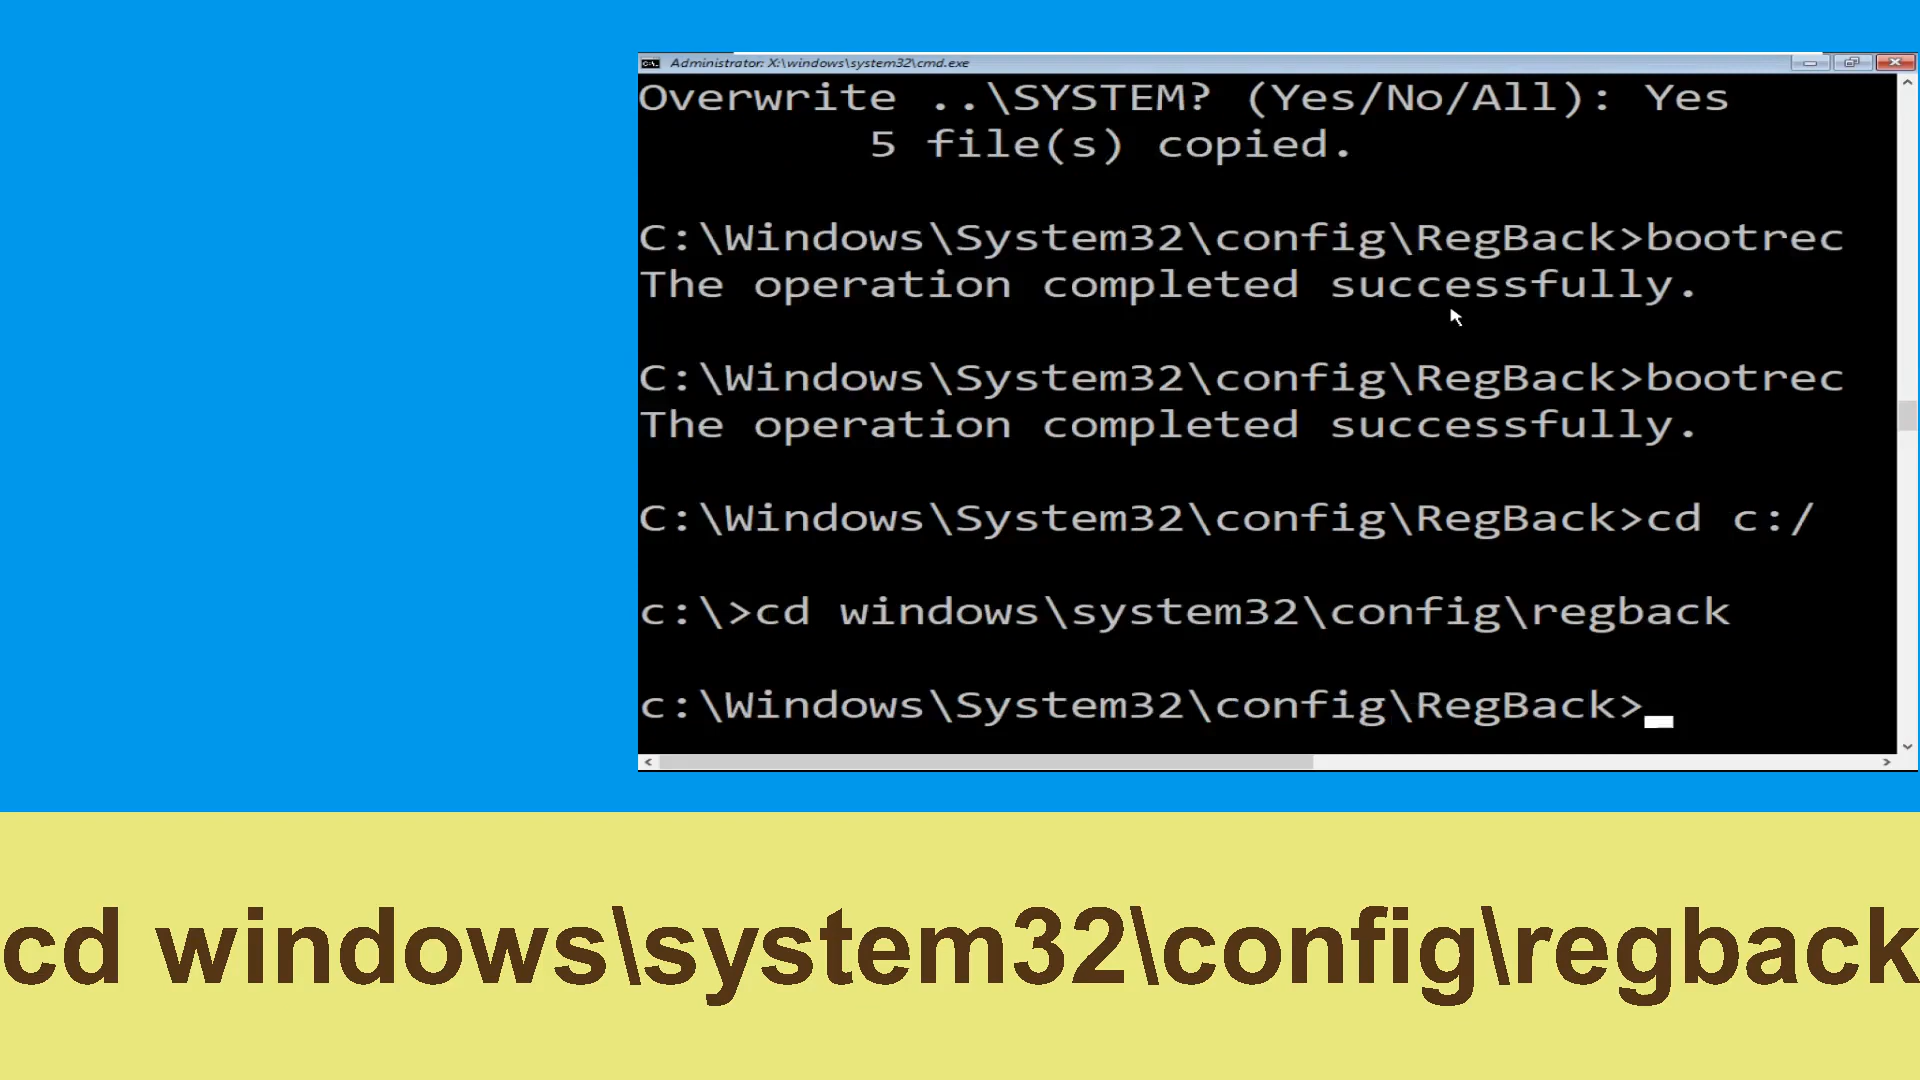 Administrator: X:\windows\system32\cmd.exe
Overwrite ..\SYSTEM? (Yes/No/All): Yes
5 file(s) copied.
C:\Windows\System32\config\RegBack>bootrec
The operation completed successfully.
C:\Windows\System32\config\RegBack>bootrec
The operation completed successfully.
C:\Windows\System32\config\RegBack>cd c:/
c:\>cd windows\system32\config\regback
c:\Windows\System32\config\RegBack>
cd windows\system32\config\regback